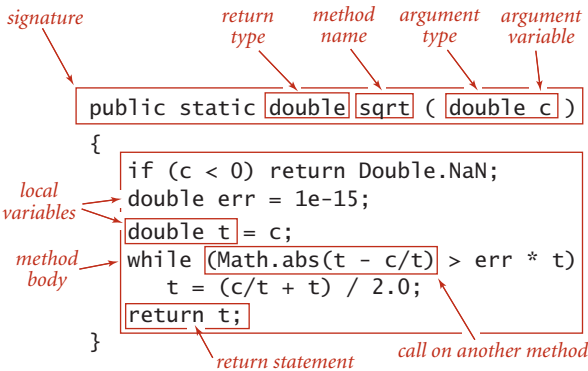 signature
return type
method name
argument type
argument variable
public static double sqrt ( double c )
{
if (c < 0) return Double.NaN;
local variables
double err = 1e-15;
double t = c;
method body
while (Math.abs(t - c/t) > err * t)
t = (c/t + t) / 2.0;
return t;
}
return statement
call on another method